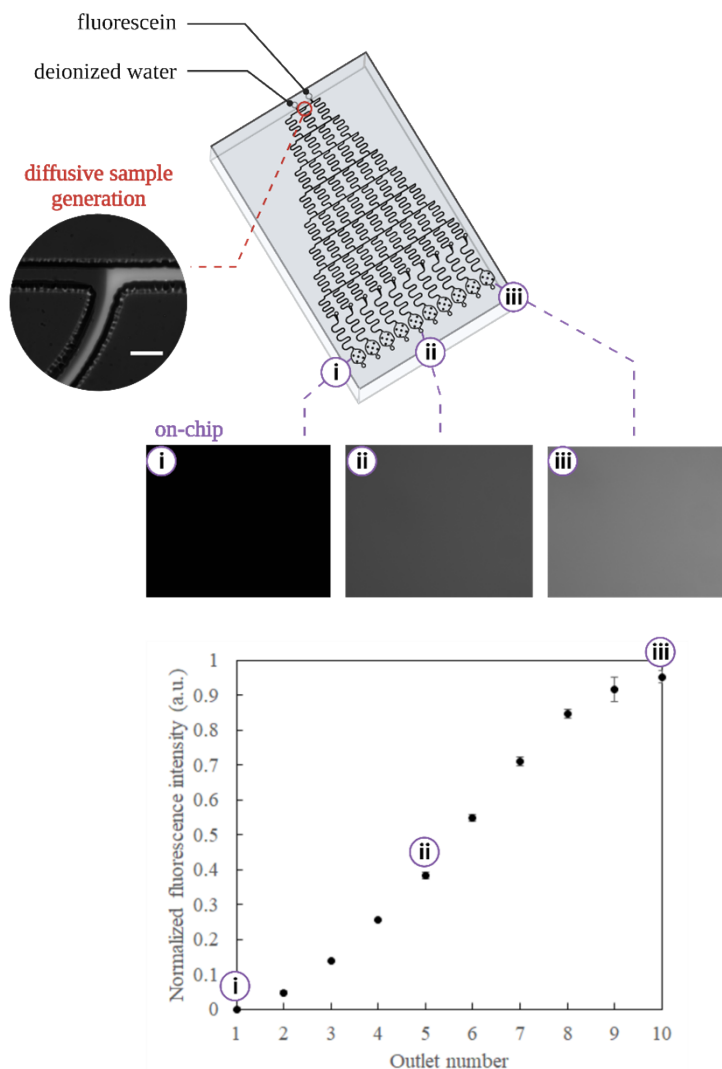 fluorescein
deionized water
diffusive sample
generation
iii
ii
i
on-chip
i
ii
iii
Normalized fluorescence intensity (a.u.)
1
0.9
0.8
0.7
0.6
0.5
0.4
0.3
0.2
0.1
0
iii
ii
i
1 2 3 4 5 6 7 8 9 10
Outlet number